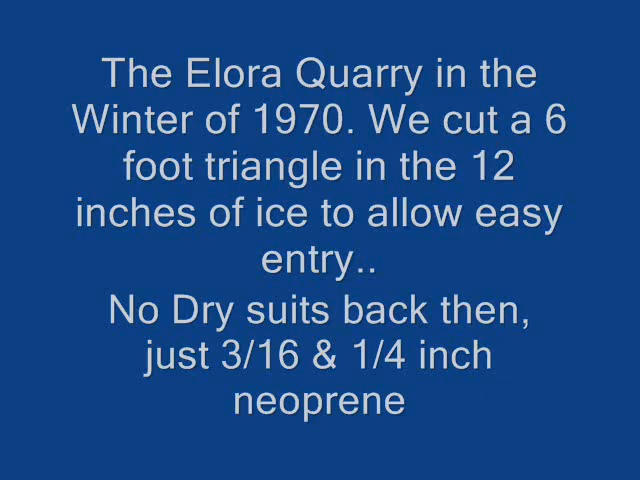 The Elora Quarry in the
Winter of 1970. We cut a 6
foot triangle in the 12
inches of ice to allow easy
entry..
No Dry suits back then,
just 3/16 & 1/4 inch
neoprene